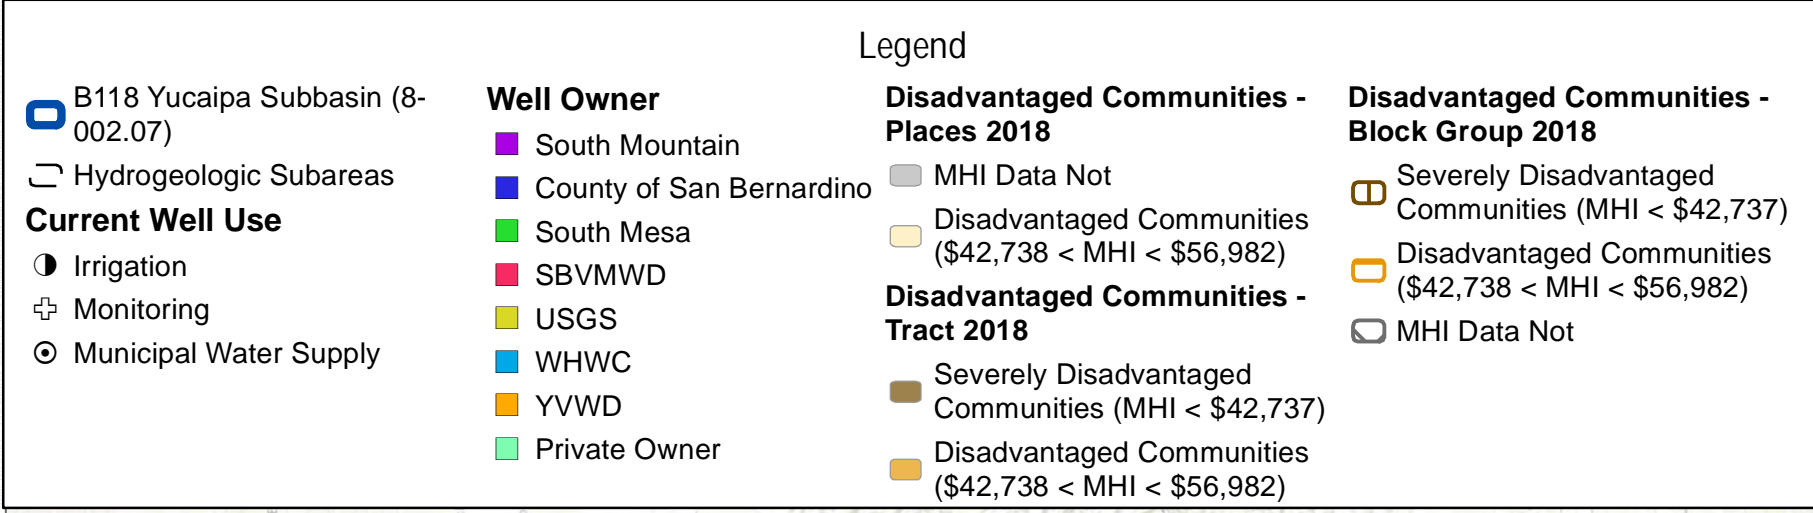 Legend
B118 Yucaipa Subbasin (8-
002.07)
Hydrogeologic Subareas
Current Well Use
Irrigation
Monitoring
Municipal Water Supply
Well Owner
South Mountain
County of San Bernardino
South Mesa
SBVMWD
USGS
WHWC
YVWD
Private Owner
Disadvantaged Communities -
Places 2018
MHI Data Not
Disadvantaged Communities
($42,738 < MHI < $56,982)
Disadvantaged Communities -
Tract 2018
Severely Disadvantaged
Communities (MHI < $42,737)
Disadvantaged Communities
($42,738 < MHI < $56,982)
Disadvantaged Communities -
Block Group 2018
Severely Disadvantaged
Communities (MHI < $42,737)
Disadvantaged Communities
($42,738 < MHI < $56,982)
MHI Data Not